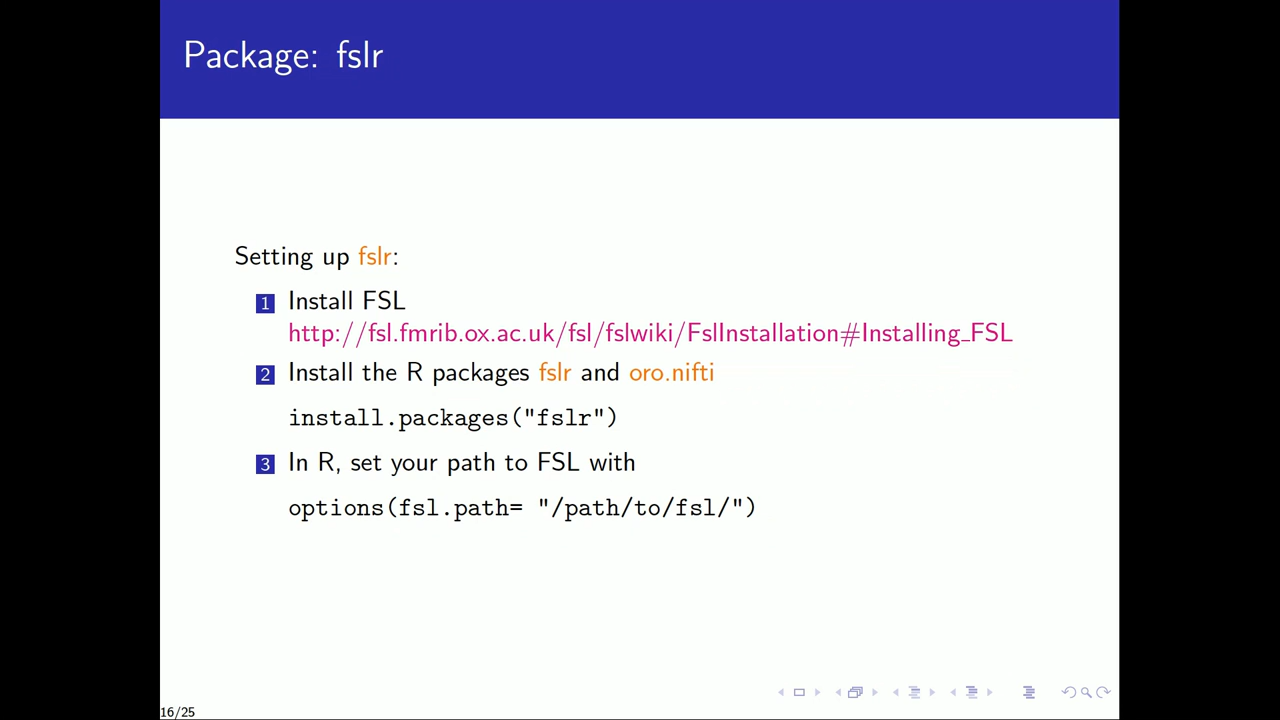 Package: fslr
Setting up fslr:
1 Install FSL
http://fsl.fmrib.ox.ac.uk/fsl/fslwiki/FslInstallation#Installing_FSL
2 Install the R packages fslr and oro.nifti
install.packages("fslr")
3 In R, set your path to FSL with
options(fsl.path= "/path/to/fsl/")
16/25